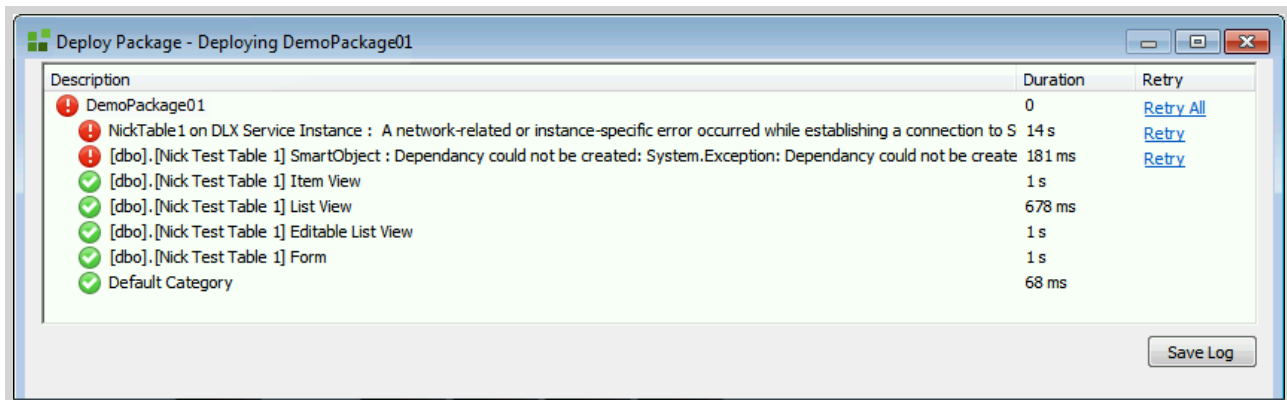 Deploy Package - Deploying DemoPackage01
Description Duration Retry
DemoPackage01 0 Retry All
NickTable1 on DLX Service Instance : A network-related or instance-specific error occurred while establishing a connection to S 14 s Retry
[dbo].[Nick Test Table 1] SmartObject : Dependancy could not be created: System.Exception: Dependancy could not be create 181 ms Retry
[dbo].[Nick Test Table 1] Item View 1 s
[dbo].[Nick Test Table 1] List View 678 ms
[dbo].[Nick Test Table 1] Editable List View 1 s
[dbo].[Nick Test Table 1] Form 1 s
Default Category 68 ms
Save Log